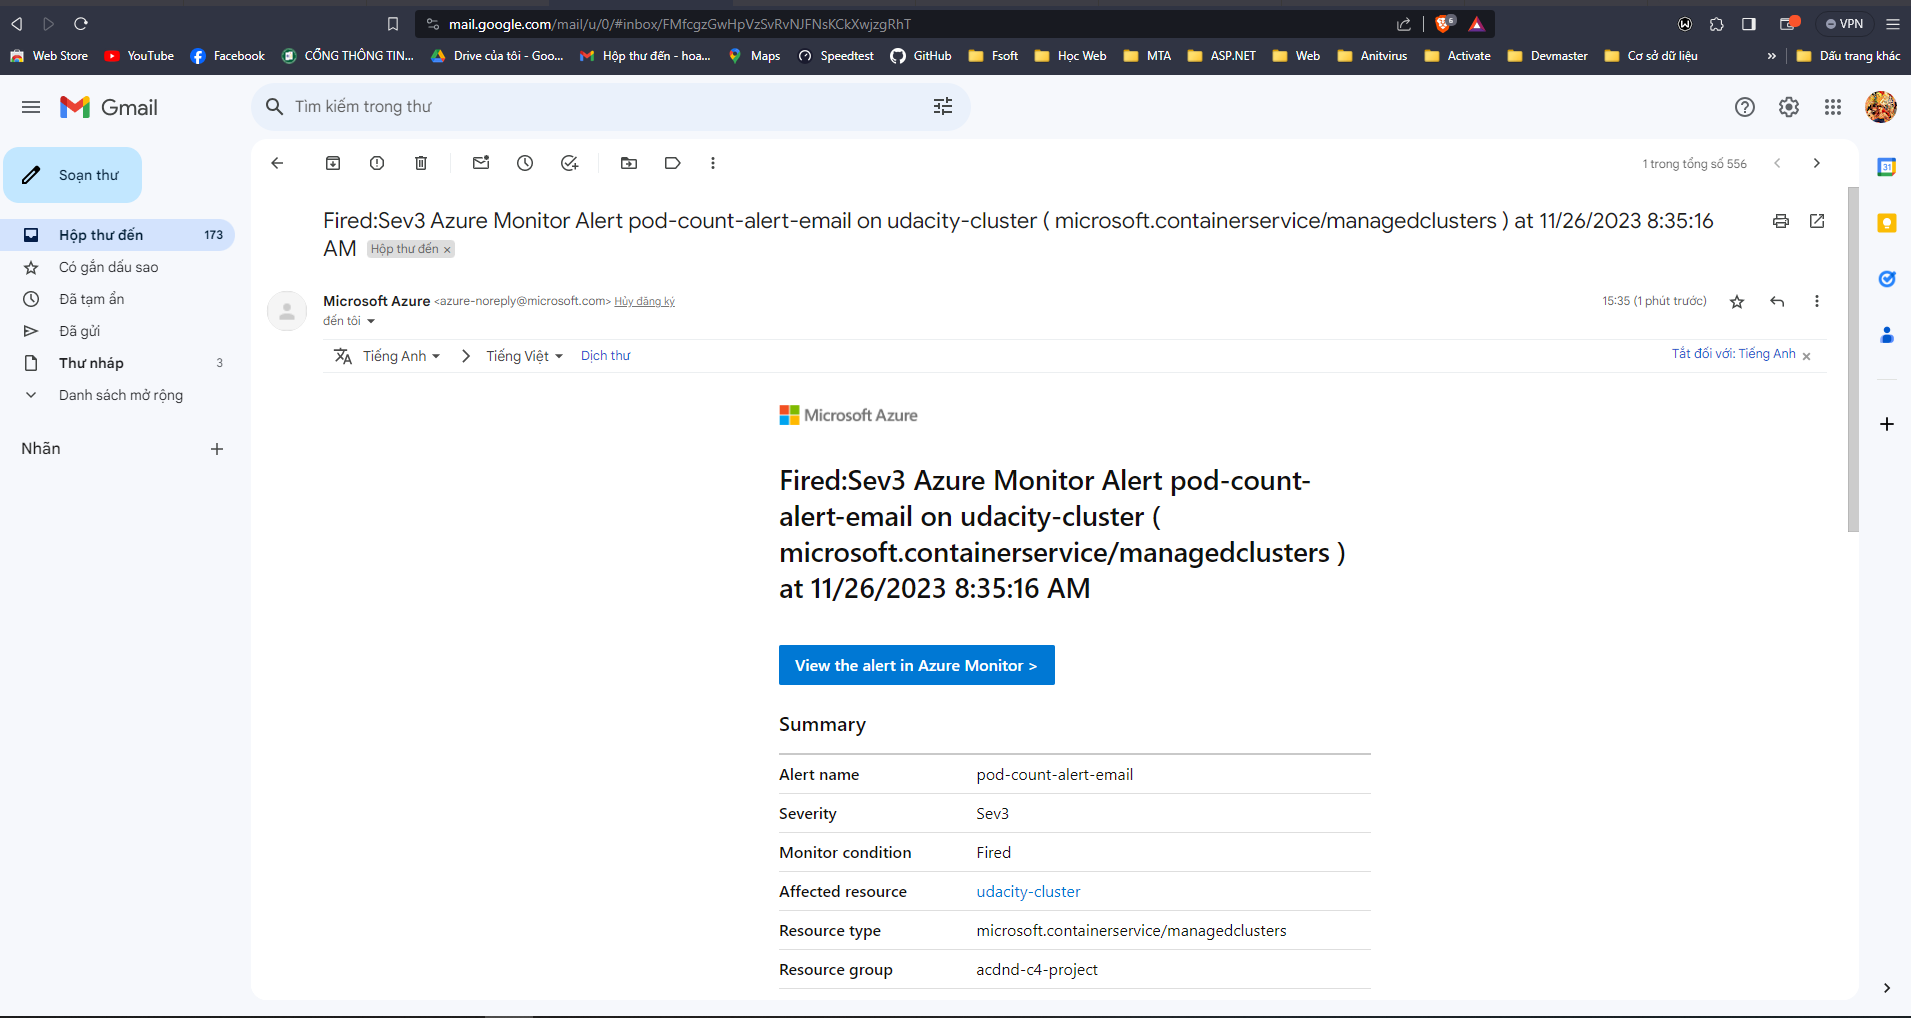 mail.google.com/mail/u/0/#inbox/FMfcgzGwHpVzSvRvNJFNsKCkXwjzgRhT
6
VPN
Web Store
YouTube
Facebook
CỔNG THÔNG TIN...
Drive của tôi - Goo...
Hộp thư đến - hoa...
Maps
Speedtest
GitHub
Fsoft
Học Web
MTA
ASP.NET
Web
Anitvirus
Activate
Devmaster
Cơ sở dữ liệu
»
Dấu trang khác
Gmail
Tìm kiếm trong thư
Soạn thư
Hộp thư đến 173
Có gắn dấu sao
Đã tạm ẩn
Đã gửi
Thư nháp 3
Danh sách mở rộng
Nhãn
1 trong tổng số 556
Fired:Sev3 Azure Monitor Alert pod-count-alert-email on udacity-cluster ( microsoft.containerservice/managedclusters ) at 11/26/2023 8:35:16
AM Hộp thư đến ×
Microsoft Azure <azure-noreply@microsoft.com> Hủy đăng ký
15:35 (1 phút trước)
đến tôi
Tiếng Anh > Tiếng Việt Dịch thư
Tắt đối với: Tiếng Anh ×
Microsoft Azure
Fired:Sev3 Azure Monitor Alert pod-count-
alert-email on udacity-cluster (
microsoft.containerservice/managedclusters )
at 11/26/2023 8:35:16 AM
View the alert in Azure Monitor >
Summary
Alert name pod-count-alert-email
Severity Sev3
Monitor condition Fired
Affected resource udacity-cluster
Resource type microsoft.containerservice/managedclusters
Resource group acdnd-c4-project
31